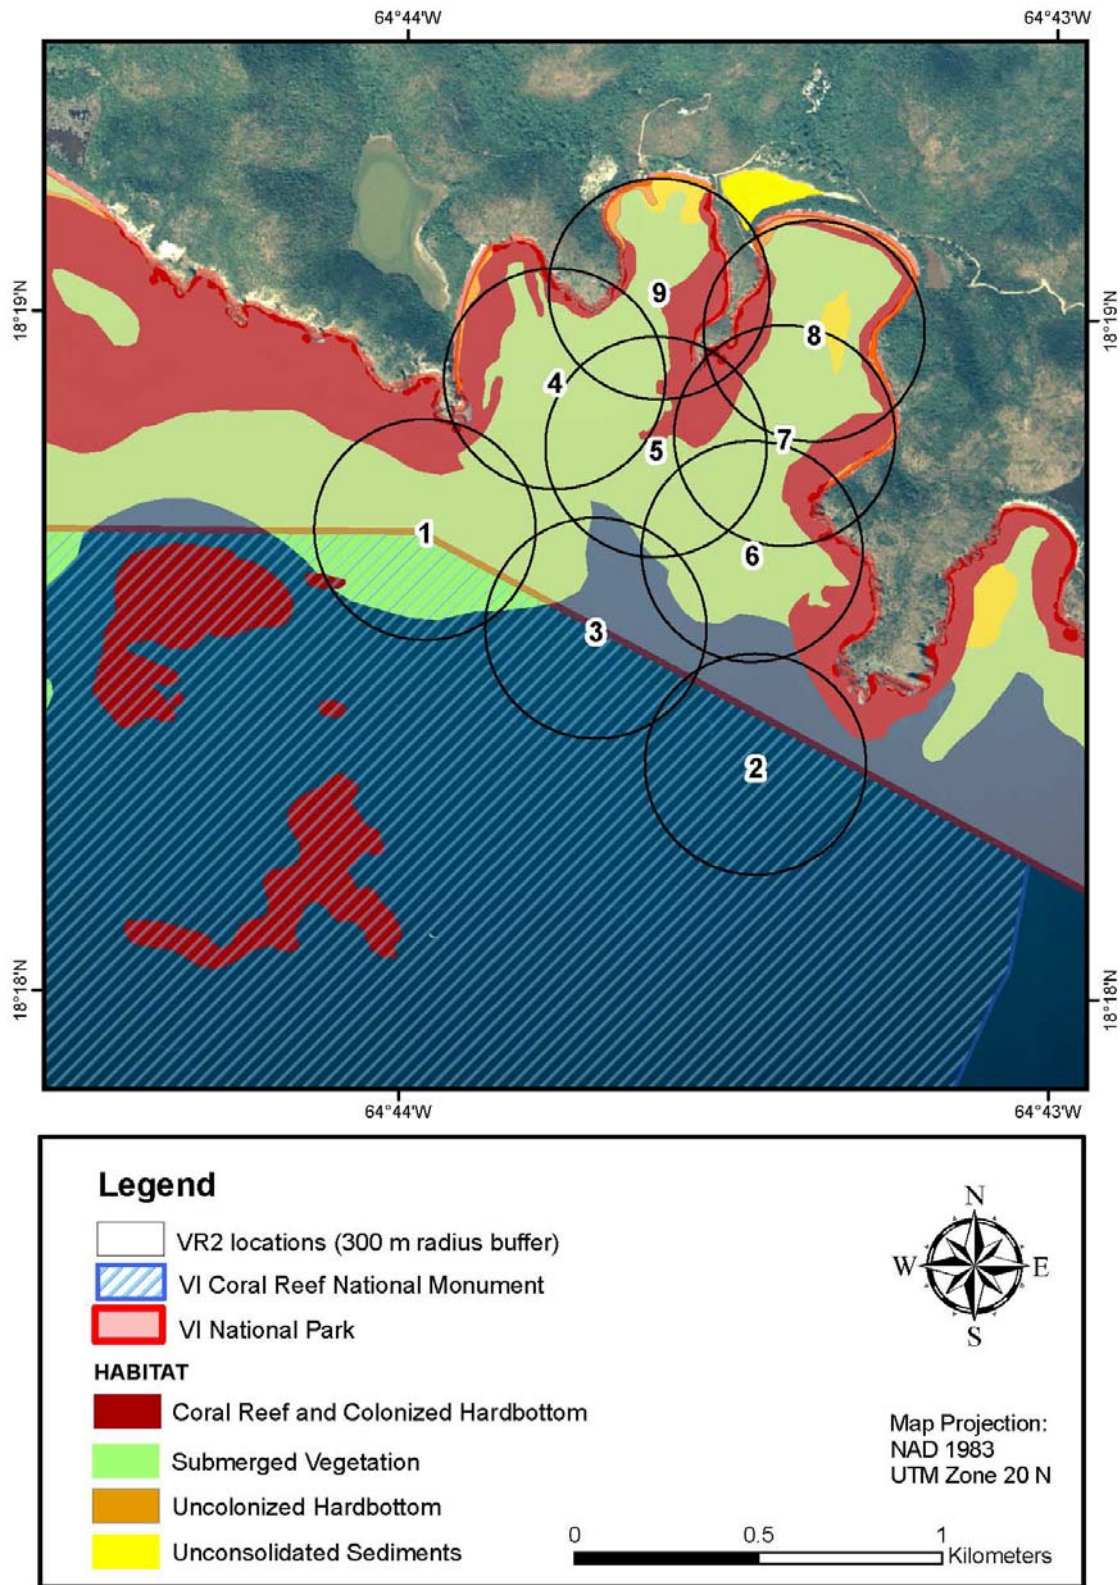 64°44'W
64°43'W
18°19'N
18°19'N
9
8
4
7
5
1
6
3
2
18°18'N
18°18'N
64°44'W
64°43'W
Legend
VR2 locations (300 m radius buffer)
VI Coral Reef National Monument
VI National Park
HABITAT
Coral Reef and Colonized Hardbottom
Submerged Vegetation
Uncolonized Hardbottom
Unconsolidated Sediments
N
W
E
S
Map Projection:
NAD 1983
UTM Zone 20 N
0 0.5 1
Kilometers